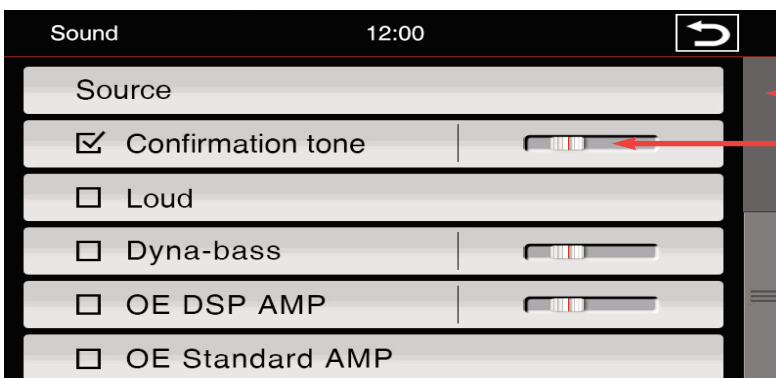 Sound 12:00
Source
Confirmation tone
Loud
Dyna-bass
OE DSP AMP
OE Standard AMP